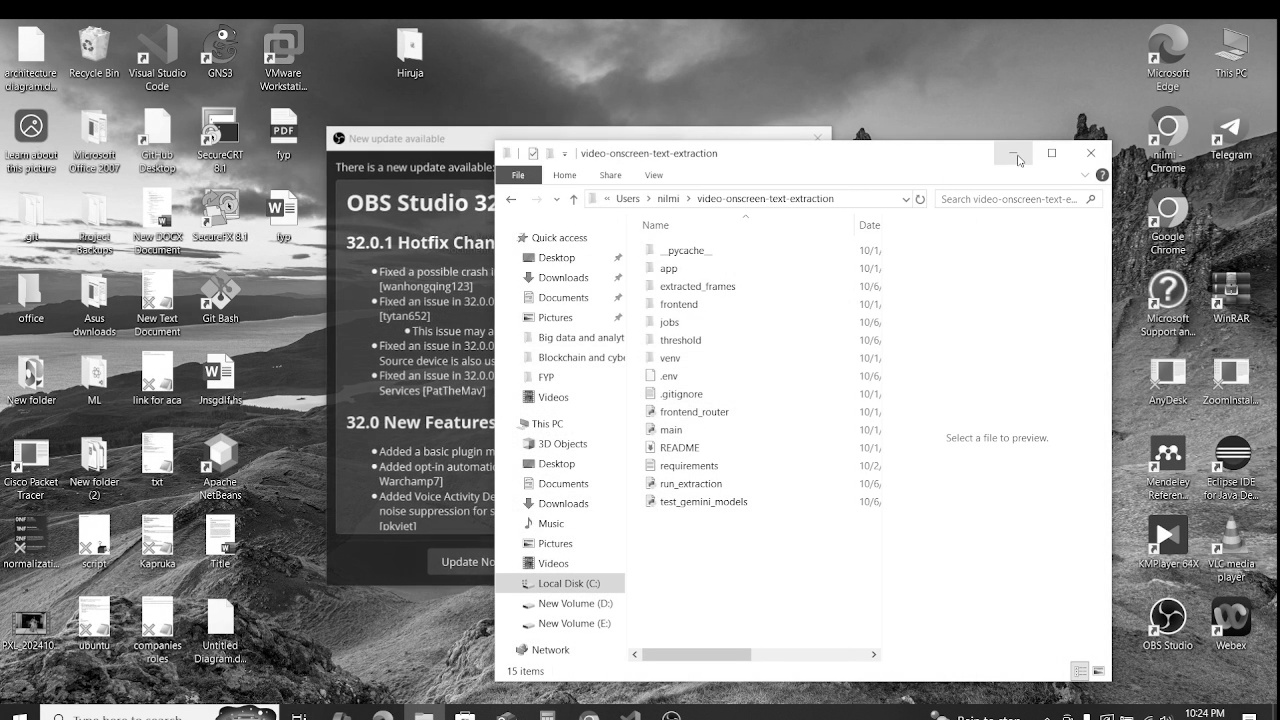 architecture
diagram.d...
Recycle Bin
Visual Studio
Code
GNS3
VMware
Workstati...
Hiruja
Microsoft
Edge
This PC
Learn about
this picture
Microsoft
Office 2007
GitHub
Desktop
SecureCRT
8.1
PDF
fyp
nilmi -
Chrome
Telegram
.git
Project
Backups
New DOCX
Document
SecureFX 8.1
fyp
Google
Chrome
office
Asus
dwnloads
New Text
Document
Git Bash
Microsoft
Support an...
WinRAR
New folder
ML
link for aca
Jnsgdlf.hs
AnyDesk
ZoomInstal...
Cisco Packet
Tracer
New folder
(2)
txt
Apache
NetBeans
Mendeley
Referen...
Eclipse IDE
for Java De...
1NF
2NF
3NF
normalizati...
script
Kapruka
Title
KMPlayer 64X
VLC media
player
PXL_202410...
ubuntu
companies
roles
Untitled
Diagram.d...
OBS Studio
Webex
New update available
There is a new update available:
OBS Studio 32
32.0.1 Hotfix Chan
Fixed a possible crash i
[wanhongqing123]
Fixed an issue in 32.0.0
[tytan652]
This issue may a
Fixed an issue in 32.0.0
Source device is also us
Fixed an issue in 32.0.0
Services [PatTheMav]
32.0 New Features
Added a basic plugin m
Added opt-in automati
Warchamp7]
Added Voice Activity De
noise suppression for s
[pkviet]
Update No
video-onscreen-text-extraction
File Home Share View
« Users > nilmi > video-onscreen-text-extraction
Search video-onscreen-text-e...
Name Date
Quick access
Desktop
Downloads
Documents
Pictures
Big data and analyt
Blockchain and cybe
FYP
Videos
This PC
3D Objects
Desktop
Documents
Downloads
Music
Pictures
Videos
Local Disk (C:)
New Volume (D:)
New Volume (E:)
Network
__pycache__ 10/1/
app 10/1/
extracted_frames 10/6/
frontend 10/1/
jobs 10/6/
threshold 10/6/
venv 10/1/
.env 10/6/
.gitignore 10/1/
frontend_router 10/1/
main 10/1/
README 10/1/
requirements 10/2/
run_extraction 10/6/
test_gemini_models 10/6/
Select a file to preview.
15 items
Type here to search
10:24 PM